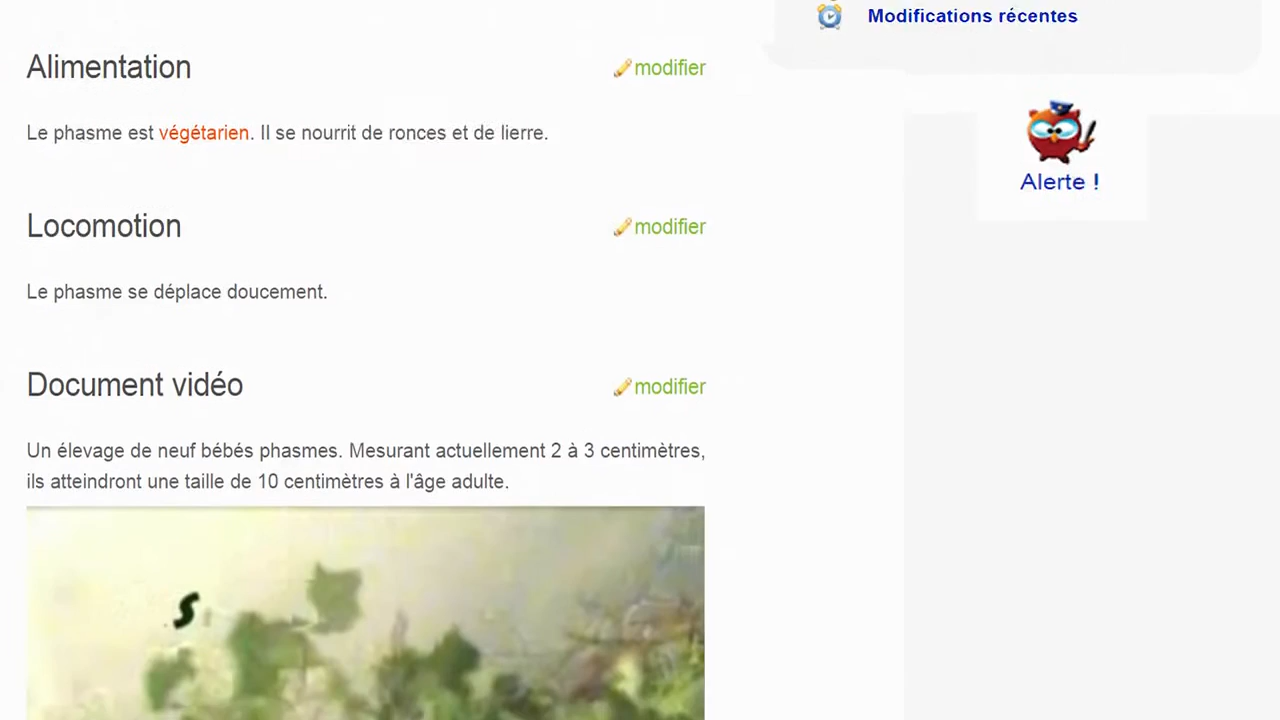 Modifications récentes
Alimentation
modifier
Le phasme est végétarien. Il se nourrit de ronces et de lierre.
Alerte !
Locomotion
modifier
Le phasme se déplace doucement.
Document vidéo
modifier
Un élevage de neuf bébés phasmes. Mesurant actuellement 2 à 3 centimètres,
ils atteindront une taille de 10 centimètres à l'âge adulte.
s